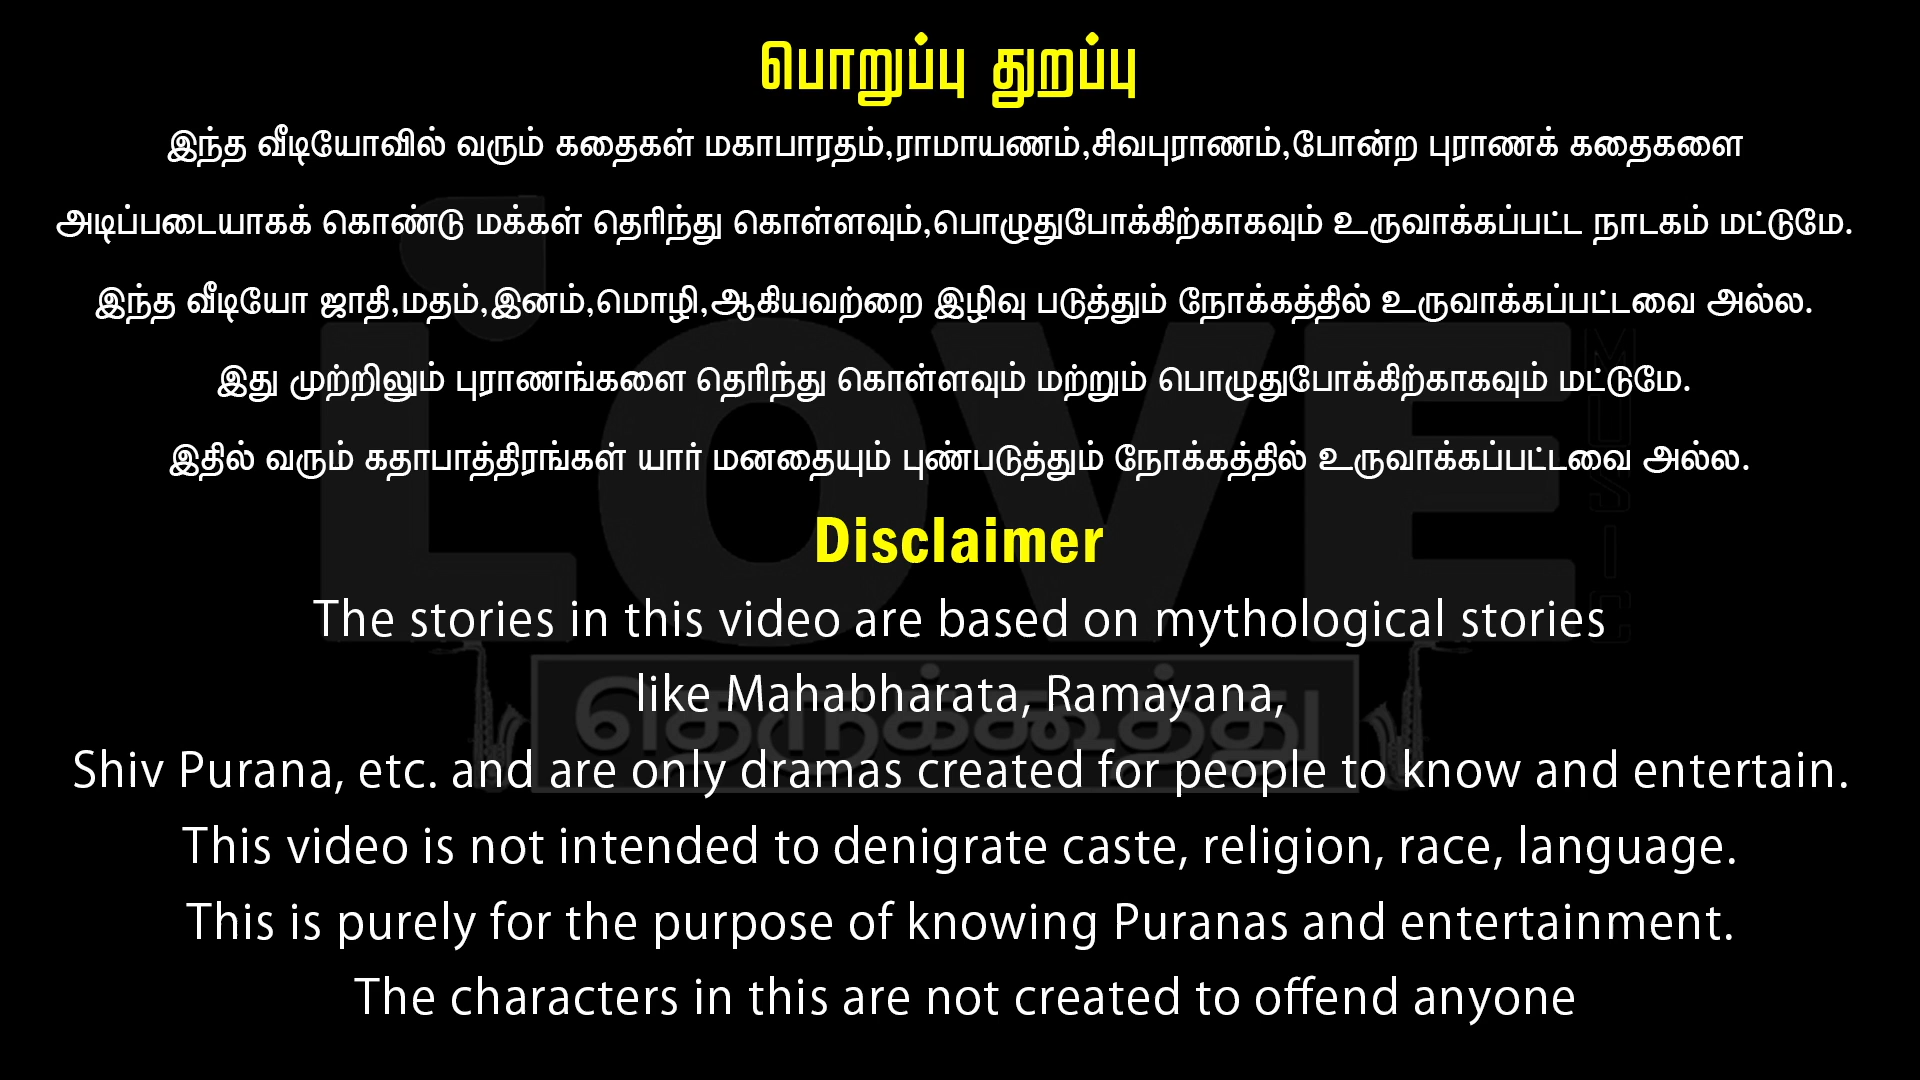 பொறுப்பு துறப்பு
இந்த வீடியோவில் வரும் கதைகள் மகாபாரதம்,ராமாயணம்,சிவபுராணம்,போன்ற புராணக் கதைகளை
அடிப்படையாகக் கொண்டு மக்கள் தெரிந்து கொள்ளவும்,பொழுதுபோக்கிற்காகவும் உருவாக்கப்பட்ட நாடகம் மட்டுமே.
இந்த வீடியோ ஜாதி,மதம்,இனம்,மொழி,ஆகியவற்றை இழிவு படுத்தும் நோக்கத்தில் உருவாக்கப்பட்டவை அல்ல.
இது முற்றிலும் புராணங்களை தெரிந்து கொள்ளவும் மற்றும் பொழுதுபோக்கிற்காகவும் மட்டுமே.
இதில் வரும் கதாபாத்திரங்கள் யார் மனதையும் புண்படுத்தும் நோக்கத்தில் உருவாக்கப்பட்டவை அல்ல.
Disclaimer
The stories in this video are based on mythological stories
like Mahabharata, Ramayana,
Shiv Purana, etc. and are only dramas created for people to know and entertain.
This video is not intended to denigrate caste, religion, race, language.
This is purely for the purpose of knowing Puranas and entertainment.
The characters in this are not created to offend anyone
LOVE
MUSIC
தெருக்கூத்து